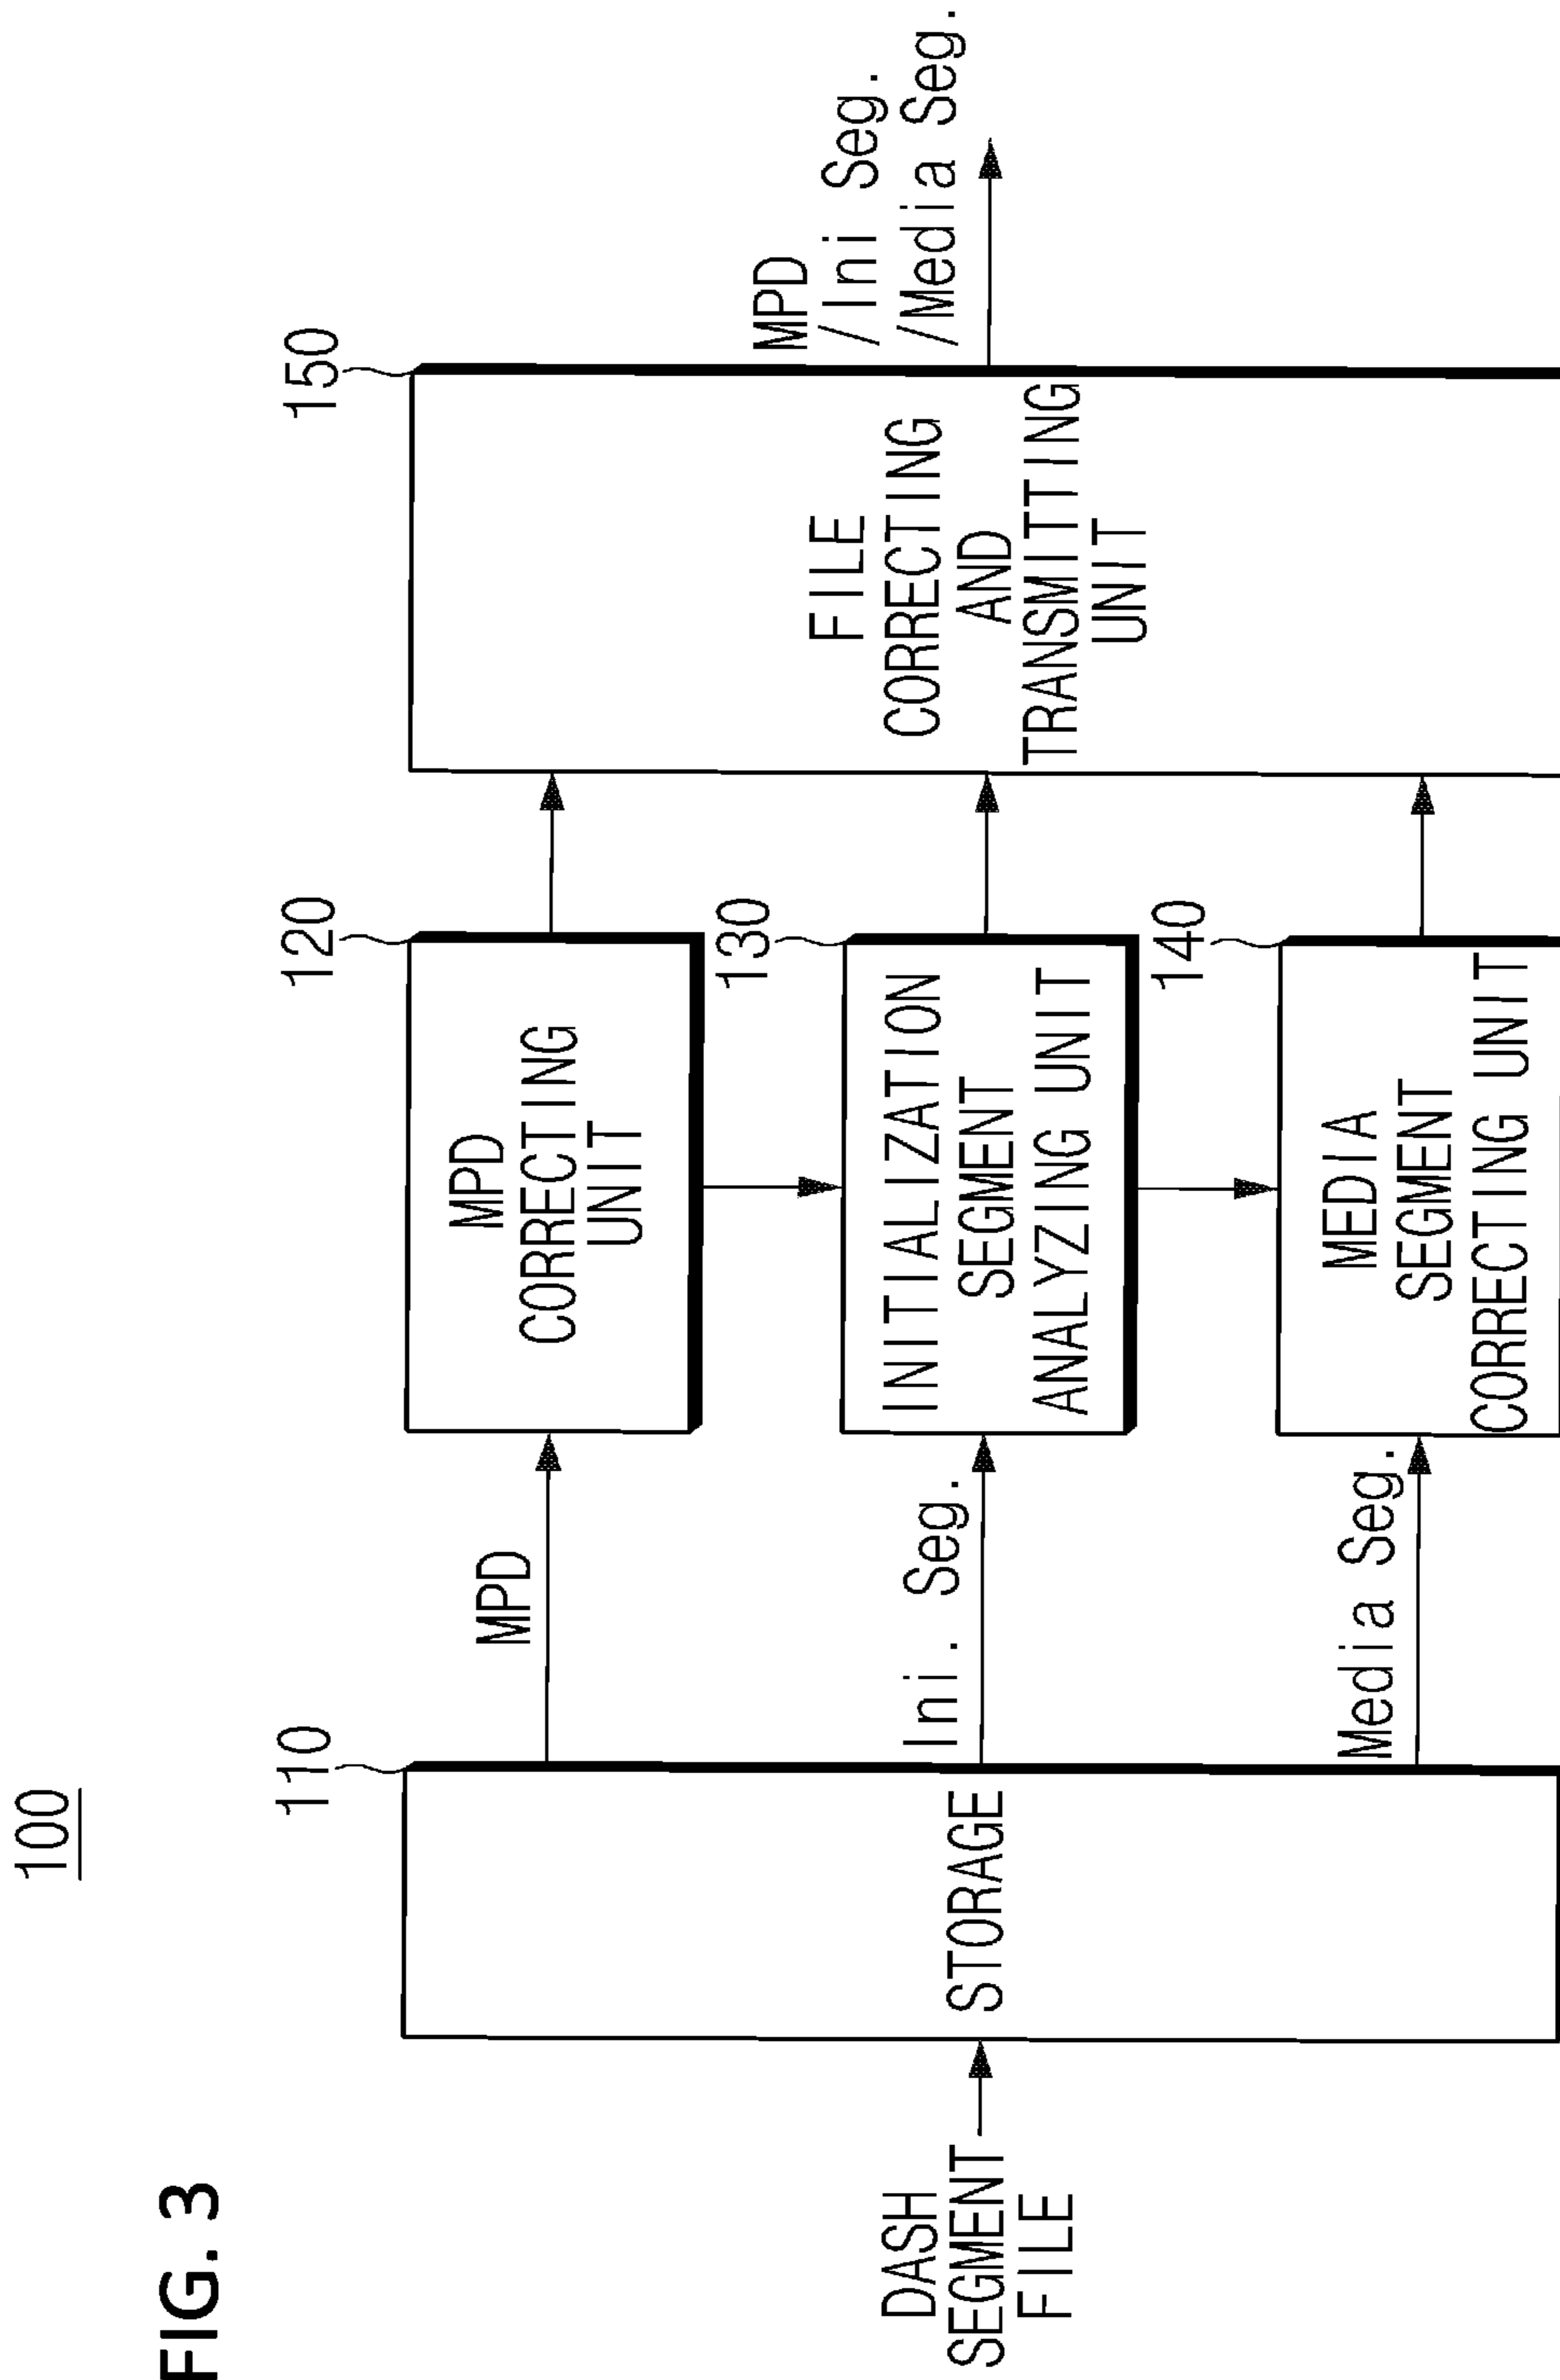 FIG. 3
100
DASH
SEGMENT
FILE
110
STORAGE
MPD
Ini. Seg.
Media Seg.
120
MPD
CORRECTING
UNIT
130
INITIALIZATION
SEGMENT
ANALYZING UNIT
140
MEDIA
SEGMENT
CORRECTING UNIT
150
FILE
CORRECTING
AND
TRANSMITTING
UNIT
MPD
/Ini Seg.
/Media Seg.